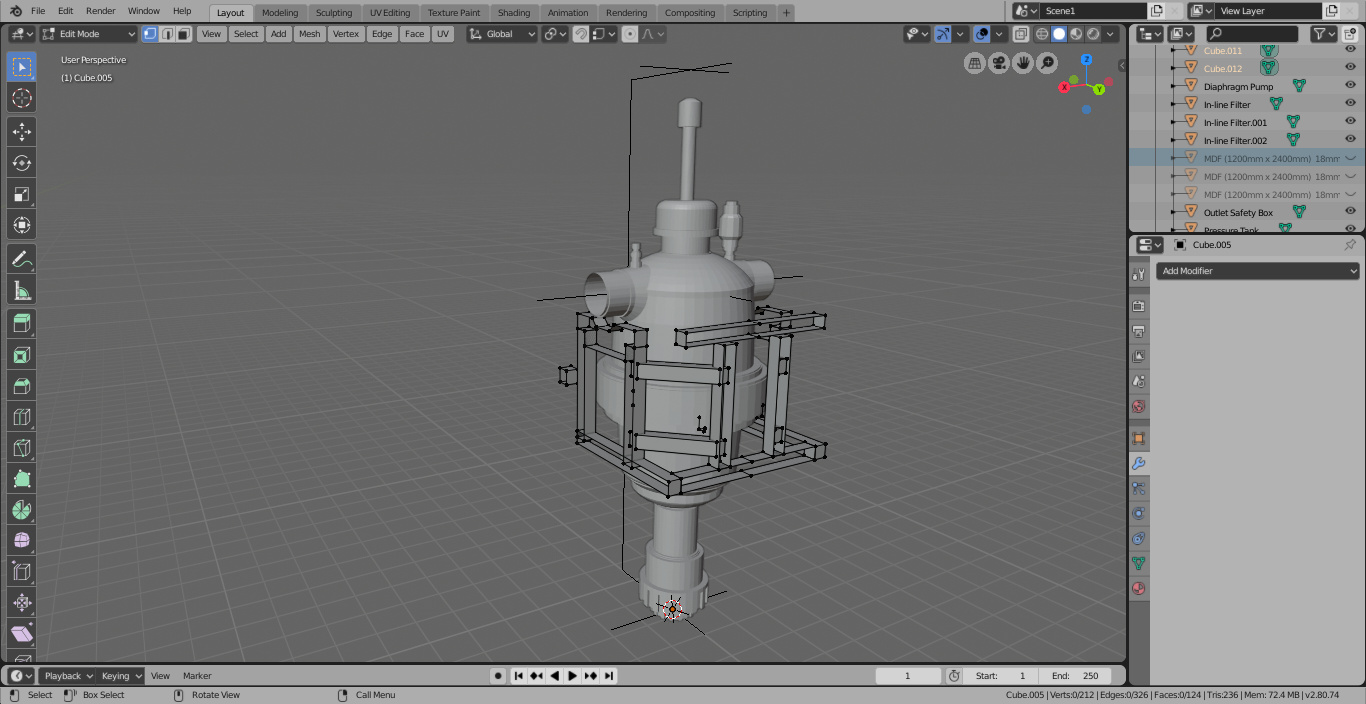 File Edit Render Window Help Layout Modeling Sculpting UV Editing Texture Paint Shading Animation Rendering Compositing Scripting + Scene1 View Layer
Edit Mode View Select Add Mesh Vertex Edge Face UV Global
User Perspective
(1) Cube.005
Z
X
Y
Cube.011
Cube.012
Diaphragm Pump
In-line Filter
In-line Filter.001
In-line Filter.002
MDF (1200mm x 2400mm) 18mm
MDF (1200mm x 2400mm) 18mm
MDF (1200mm x 2400mm) 18mm
Outlet Safety Box
Pressure Tank
Cube.005
Add Modifier
Playback Keying View Marker 1 Start: 1 End: 250
Select Box Select Rotate View Call Menu Cube.005 | Verts:0/212 | Edges:0/326 | Faces:0/124 | Tris:236 | Mem: 72.4 MB | v2.80.74